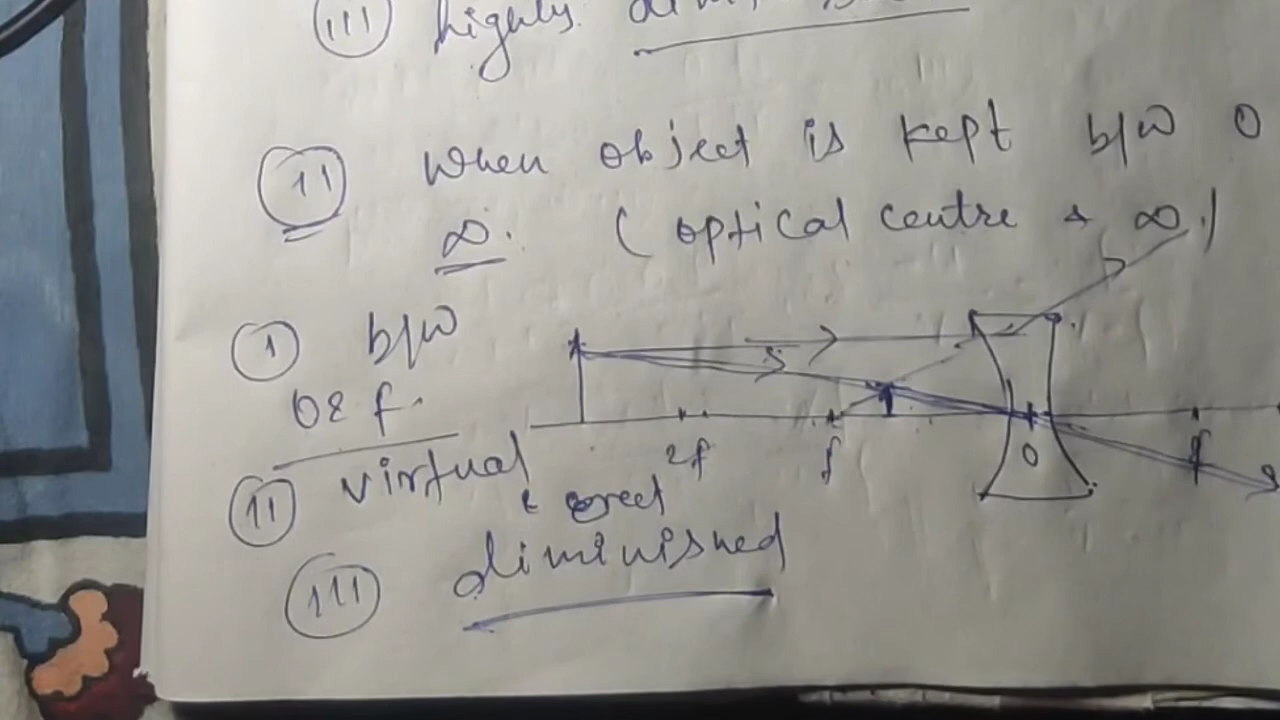 (III) highly
(II) when object is kept b/w O
∞. (optical centre & ∞.)
(I) b/w
O & f.
2f f O f
(II) virtual
& erect
(III) diminished